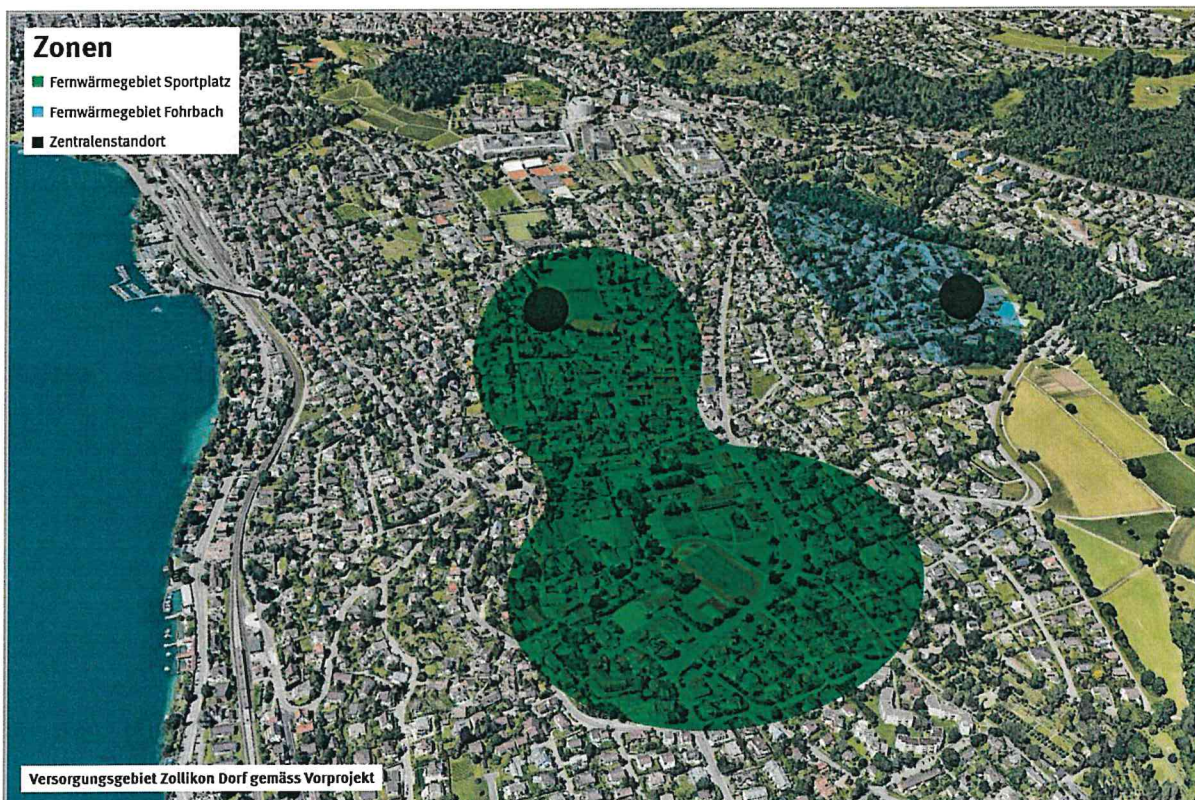 Zonen
Fernwärmegebiet Sportplatz
Fernwärmegebiet Fohrbach
Zentralenstandort
Versorgungsgebiet Zollikon Dorf gemäss Vorprojekt